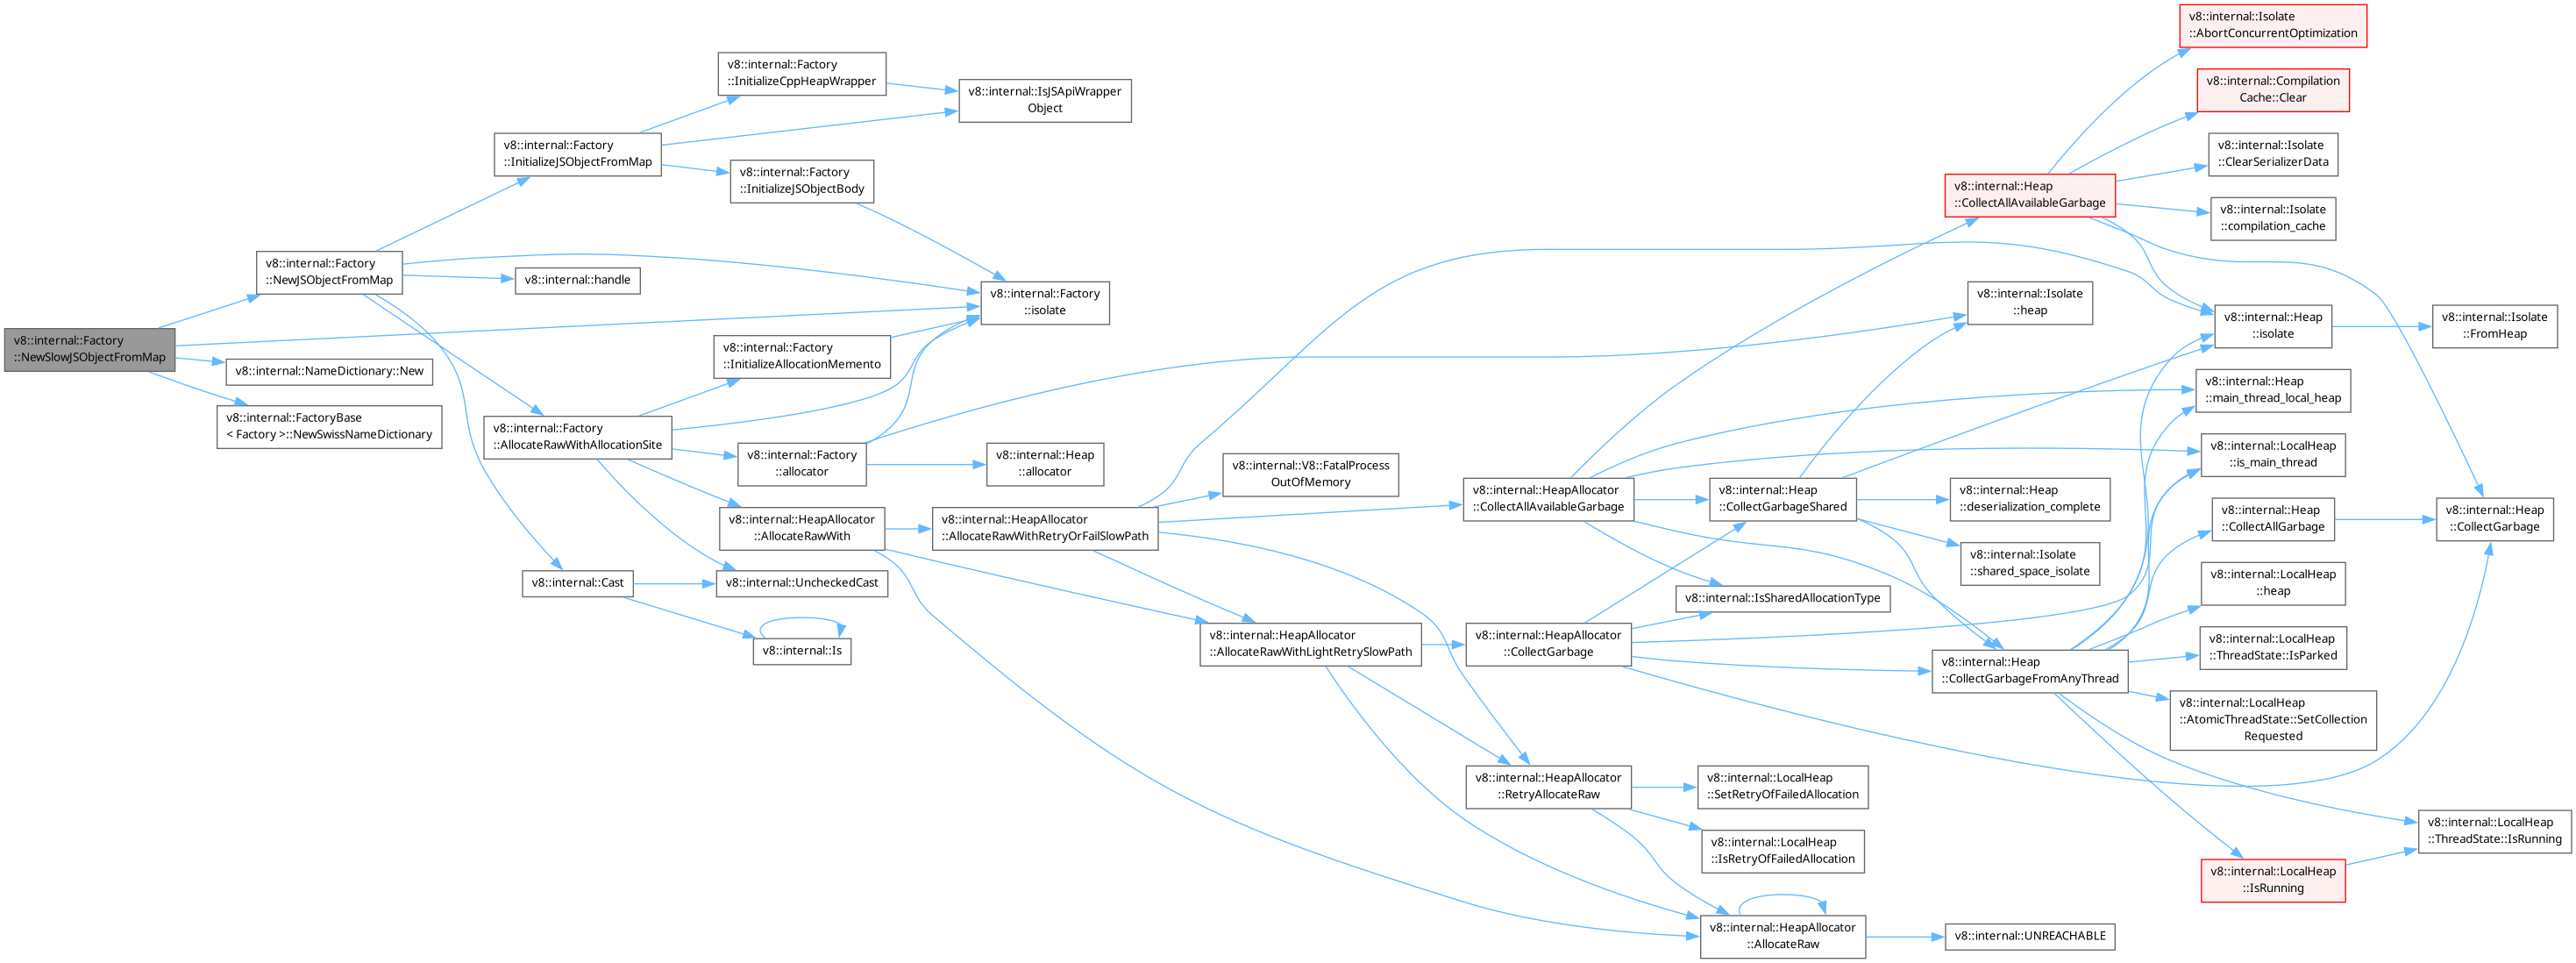 v8::internal::Factory
::NewSlowJSObjectFromMap
v8::internal::Factory
::NewJSObjectFromMap
v8::internal::NameDictionary::New
v8::internal::FactoryBase
< Factory >::NewSwissNameDictionary
v8::internal::Factory
::InitializeJSObjectFromMap
v8::internal::handle
v8::internal::Factory
::AllocateRawWithAllocationSite
v8::internal::Cast
v8::internal::Factory
::InitializeCppHeapWrapper
v8::internal::Factory
::InitializeJSObjectBody
v8::internal::Factory
::InitializeAllocationMemento
v8::internal::Factory
::allocator
v8::internal::HeapAllocator
::AllocateRawWith
v8::internal::UncheckedCast
v8::internal::Is
v8::internal::IsJSApiWrapper
Object
v8::internal::Factory
::isolate
v8::internal::Heap
::allocator
v8::internal::HeapAllocator
::AllocateRawWithRetryOrFailSlowPath
v8::internal::V8::FatalProcess
OutOfMemory
v8::internal::HeapAllocator
::AllocateRawWithLightRetrySlowPath
v8::internal::HeapAllocator
::CollectAllAvailableGarbage
v8::internal::HeapAllocator
::CollectGarbage
v8::internal::HeapAllocator
::RetryAllocateRaw
v8::internal::Heap
::CollectGarbageShared
v8::internal::IsSharedAllocationType
v8::internal::LocalHeap
::SetRetryOfFailedAllocation
v8::internal::LocalHeap
::IsRetryOfFailedAllocation
v8::internal::HeapAllocator
::AllocateRaw
v8::internal::Heap
::CollectAllAvailableGarbage
v8::internal::Isolate
::heap
v8::internal::Heap
::deserialization_complete
v8::internal::Isolate
::shared_space_isolate
v8::internal::Heap
::CollectGarbageFromAnyThread
v8::internal::UNREACHABLE
v8::internal::Isolate
::AbortConcurrentOptimization
v8::internal::Compilation
Cache::Clear
v8::internal::Isolate
::ClearSerializerData
v8::internal::Isolate
::compilation_cache
v8::internal::Heap
::isolate
v8::internal::Heap
::main_thread_local_heap
v8::internal::LocalHeap
::is_main_thread
v8::internal::Heap
::CollectAllGarbage
v8::internal::LocalHeap
::heap
v8::internal::LocalHeap
::ThreadState::IsParked
v8::internal::LocalHeap
::AtomicThreadState::SetCollection
Requested
v8::internal::LocalHeap
::IsRunning
v8::internal::Isolate
::FromHeap
v8::internal::Heap
::CollectGarbage
v8::internal::LocalHeap
::ThreadState::IsRunning